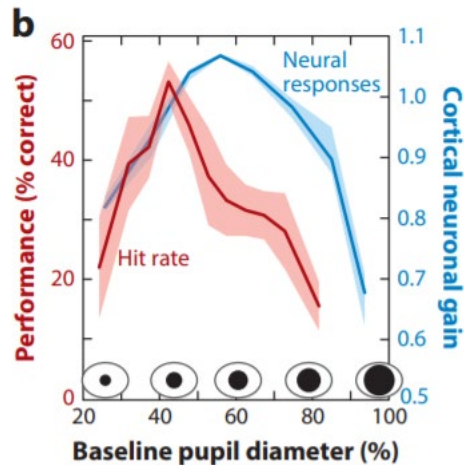 b
Performance (% correct)
60
40
20
0
Neural
responses
Hit rate
1.1
1.0
0.9
0.8
0.7
0.6
0.5
Cortical neuronal gain
20 40 60 80 100
Baseline pupil diameter (%)